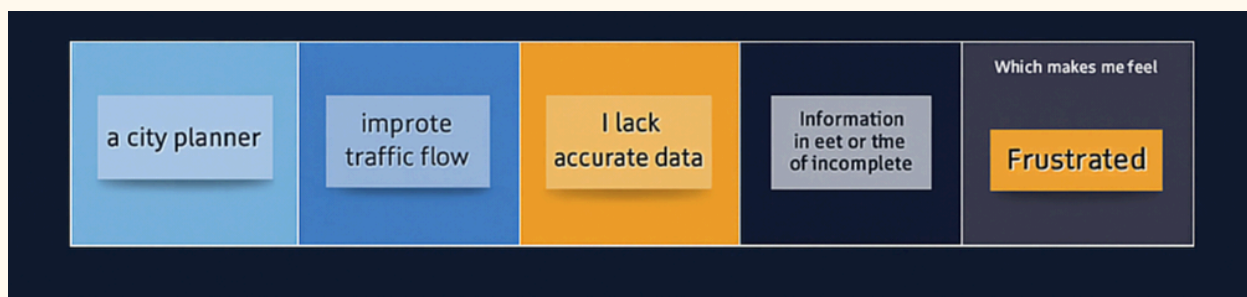 a city planner
improte
traffic flow
I lack
accurate data
Information
in eet or tme
of incomplete
Which makes me feel
Frustrated